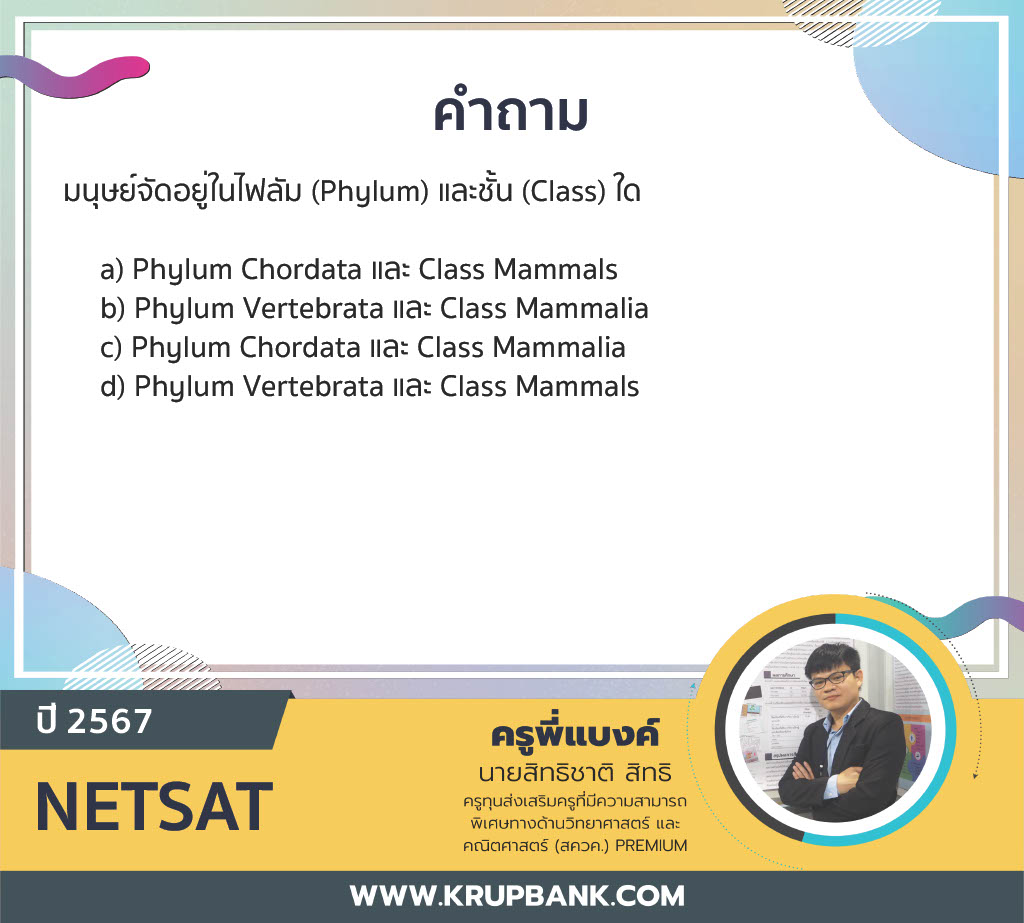 คำถาม
มนุษย์จัดอยู่ในไฟลัม (Phylum) และชั้น (Class) ใด
a) Phylum Chordata และ Class Mammals
b) Phylum Vertebrata และ Class Mammalia
c) Phylum Chordata และ Class Mammalia
d) Phylum Vertebrata และ Class Mammals
ปี 2567
NETSAT
ครูพี่แบงค์
นายสิทธิชาติ สิทธิ
ครูทุนส่งเสริมครูที่มีความสามารถ
พิเศษทางด้านวิทยาศาสตร์ และ
คณิตศาสตร์ (สควค.) PREMIUM
WWW.KRUPBANK.COM